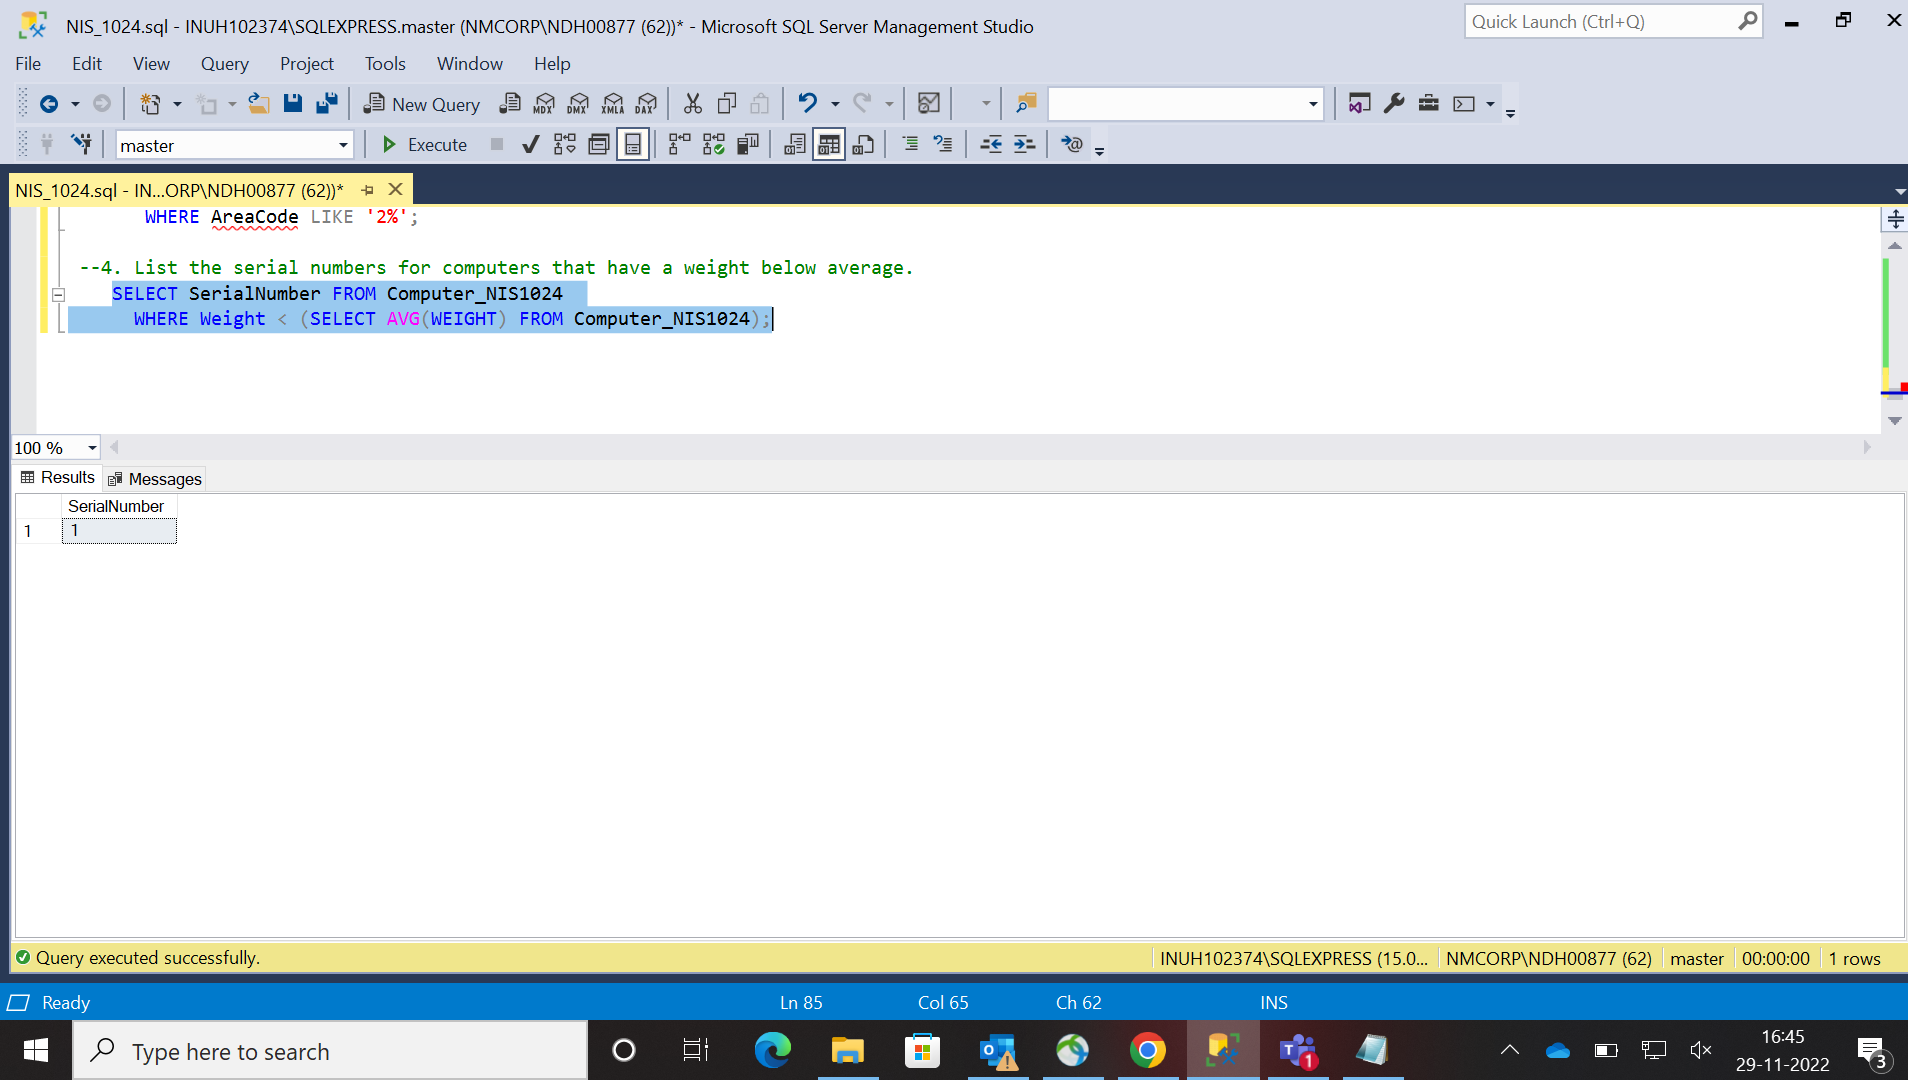 NIS_1024.sql - INUH102374\SQLEXPRESS.master (NMCORP\NDH00877 (62))* - Microsoft SQL Server Management Studio
Quick Launch (Ctrl+Q)
File Edit View Query Project Tools Window Help
New Query MDX DMX XMLA DAX
master Execute
NIS_1024.sql - IN...ORP\NDH00877 (62))*
WHERE AreaCode LIKE '2%';
--4. List the serial numbers for computers that have a weight below average.
SELECT SerialNumber FROM Computer_NIS1024
WHERE Weight < (SELECT AVG(WEIGHT) FROM Computer_NIS1024);
100 %
Results Messages
SerialNumber
1 1
Query executed successfully. INUH102374\SQLEXPRESS (15.0... NMCORP\NDH00877 (62) master 00:00:00 1 rows
Ready Ln 85 Col 65 Ch 62 INS
Type here to search
16:45
29-11-2022
1
3